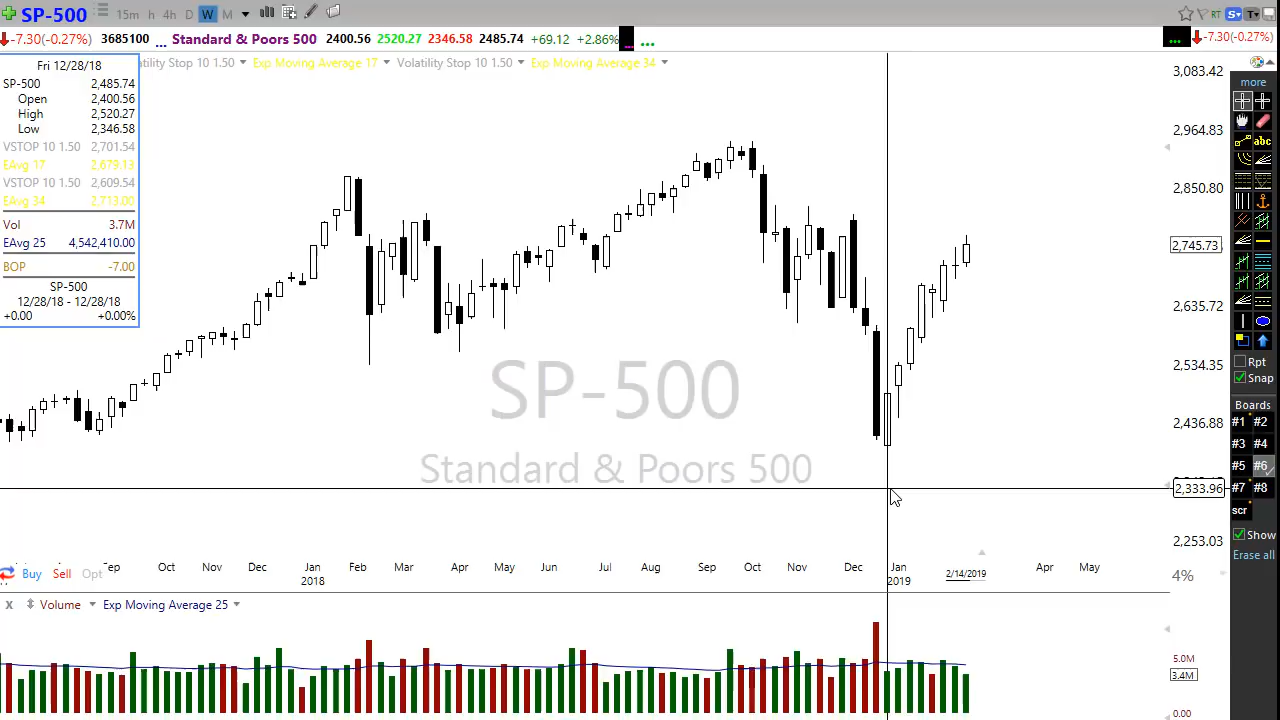 SP-500 15m h 4h D W M RT S T
-7.30(-0.27%) 3685100 ... Standard & Poors 500 2400.56 2520.27 2346.58 2485.74 +69.12 +2.86% ... ... ... -7.30(-0.27%)
tility Stop 10 1.50 Exp Moving Average 17 Volatility Stop 10 1.50 Exp Moving Average 34
Fri 12/28/18
SP-500 2,485.74
Open 2,400.56
High 2,520.27
Low 2,346.58
VSTOP 10 1.50 2,701.54
EAvg 17 2,679.13
VSTOP 10 1.50 2,609.54
EAvg 34 2,713.00
Vol 3.7M
EAvg 25 4,542,410.00
BOP -7.00
SP-500
12/28/18 - 12/28/18
+0.00 +0.00%
3,083.42
2,964.83
2,850.80
2,745.73
2,635.72
2,534.35
2,436.88
2,333.96
2,253.03
4%
SP-500
Standard & Poors 500
more
abc
Rpt
Snap
Boards
#1 #2
#3 #4
#5 #6
#7 #8
scr
Show
Erase all
Sep Oct Nov Dec Jan Feb Mar Apr May Jun Jul Aug Sep Oct Nov Dec Jan Apr May
2018 2019 2/14/2019
Buy Sell Opt
x Volume Exp Moving Average 25
5.0M
3.4M
0.00